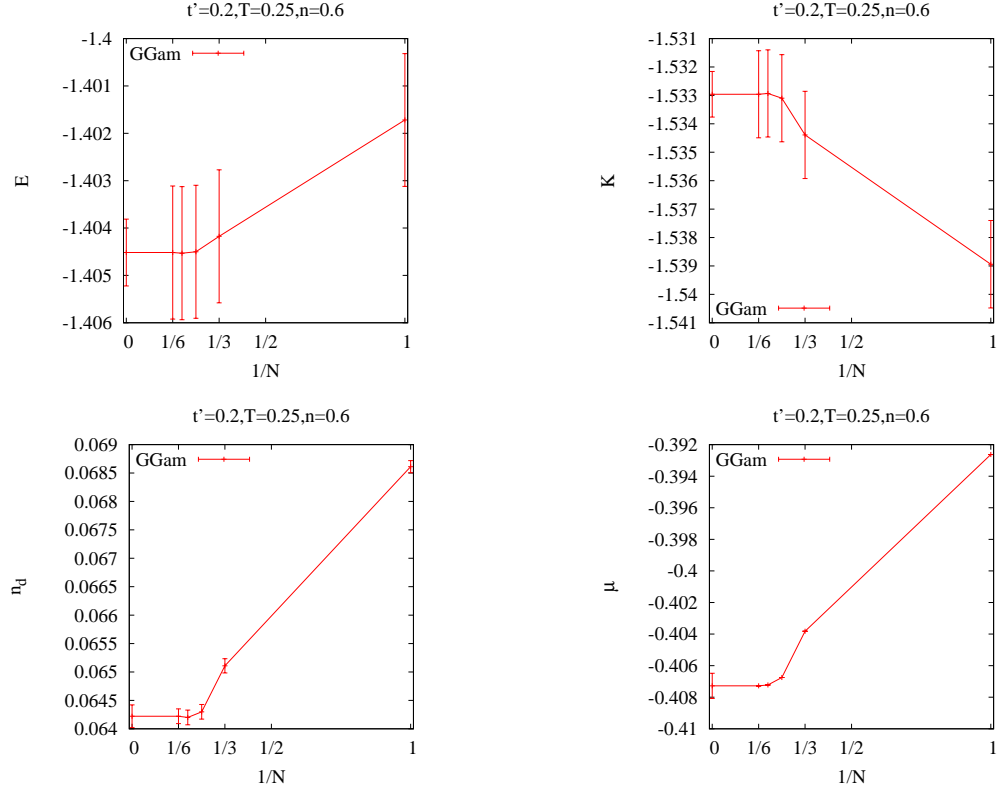 t'=0.2,T=0.25,n=0.6
-1.4
-1.401
-1.402
-1.403
-1.404
-1.405
-1.406
E
GGam
0 1/6 1/3 1/2 1
1/N
t'=0.2,T=0.25,n=0.6
-1.531
-1.532
-1.533
-1.534
-1.535
-1.536
-1.537
-1.538
-1.539
-1.54
-1.541
K
GGam
0 1/6 1/3 1/2 1
1/N
t'=0.2,T=0.25,n=0.6
0.069
0.0685
0.068
0.0675
0.067
0.0665
0.066
0.0655
0.065
0.0645
0.064
n_d
GGam
0 1/6 1/3 1/2 1
1/N
t'=0.2,T=0.25,n=0.6
-0.392
-0.394
-0.396
-0.398
-0.4
-0.402
-0.404
-0.406
-0.408
-0.41
μ
GGam
0 1/6 1/3 1/2 1
1/N